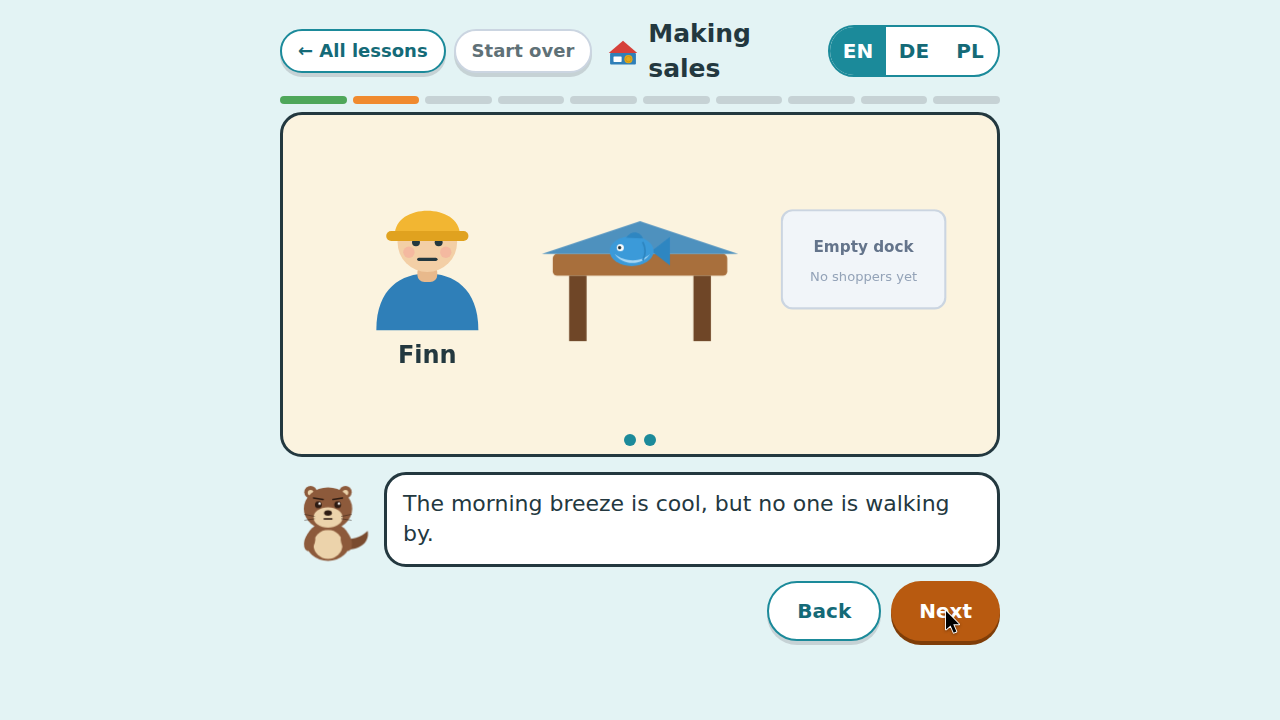 ← All lessons
Start over
Making
sales
EN
DE
PL
Empty dock
No shoppers yet
Finn
The morning breeze is cool, but no one is walking
by.
Back
Next